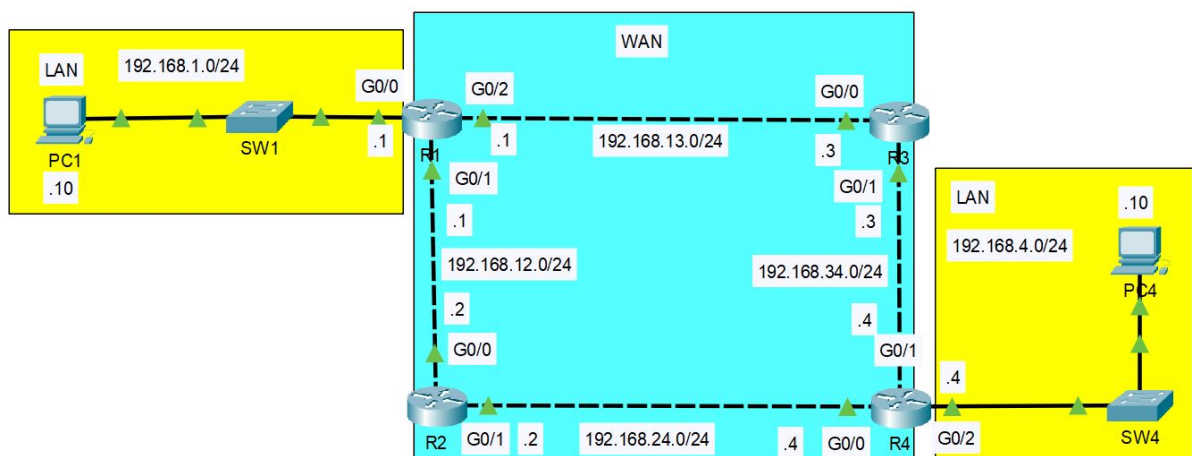 WAN
LAN
192.168.1.0/24
G0/0
G0/2
G0/0
PC1
SW1
.1
R1
.1
192.168.13.0/24
.3
R3
.10
G0/1
G0/1
.1
.3
LAN
.10
192.168.12.0/24
192.168.34.0/24
192.168.4.0/24
PC4
.2
.4
G0/0
G0/1
.4
R2
G0/1
.2
192.168.24.0/24
.4
G0/0
R4
G0/2
SW4